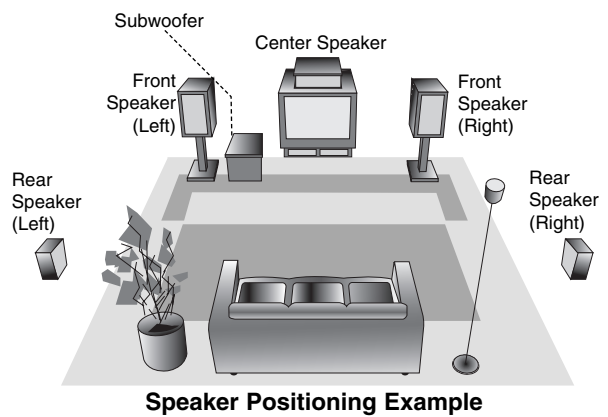 Subwoofer
Center Speaker
Front
Speaker
(Left)
Front
Speaker
(Right)
Rear
Speaker
(Left)
Rear
Speaker
(Right)
Speaker Positioning Example